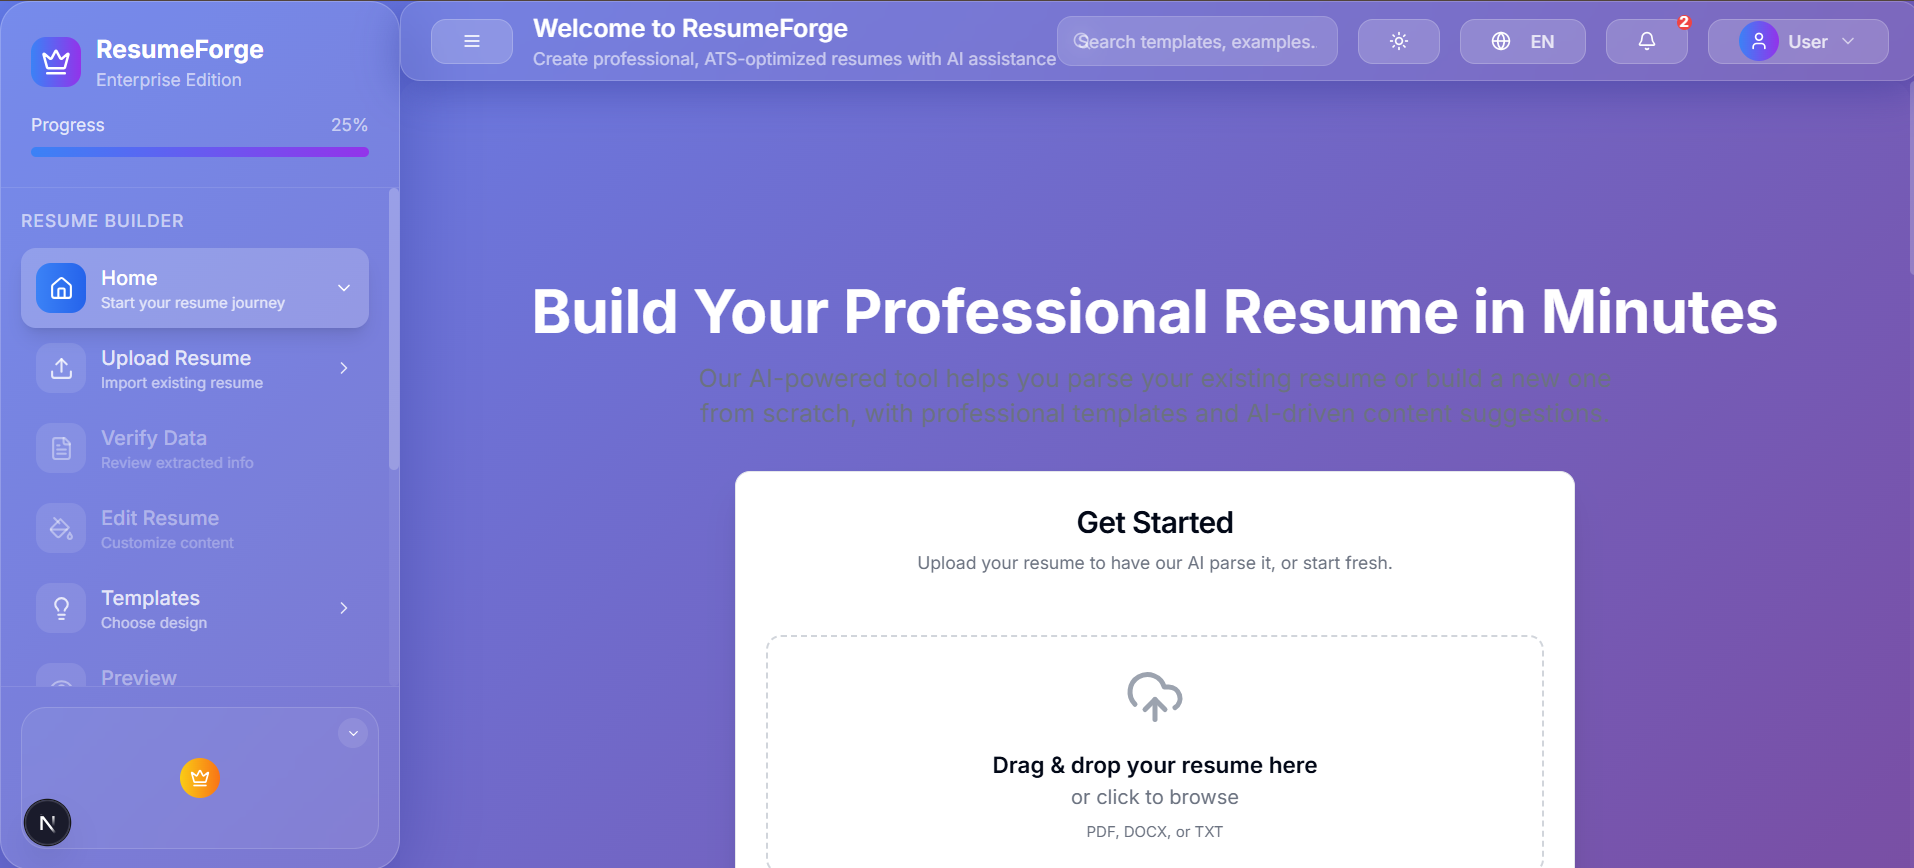 ResumeForge
Enterprise Edition
Progress 25%
RESUME BUILDER
Home
Start your resume journey
Upload Resume
Import existing resume
Verify Data
Review extracted info
Edit Resume
Customize content
Templates
Choose design
Preview
N
Welcome to ResumeForge
Create professional, ATS-optimized resumes with AI assistance
Search templates, examples.
EN
2
User
Build Your Professional Resume in Minutes
Our AI-powered tool helps you parse your existing resume or build a new one
from scratch, with professional templates and AI-driven content suggestions.
Get Started
Upload your resume to have our AI parse it, or start fresh.
Drag & drop your resume here
or click to browse
PDF, DOCX, or TXT